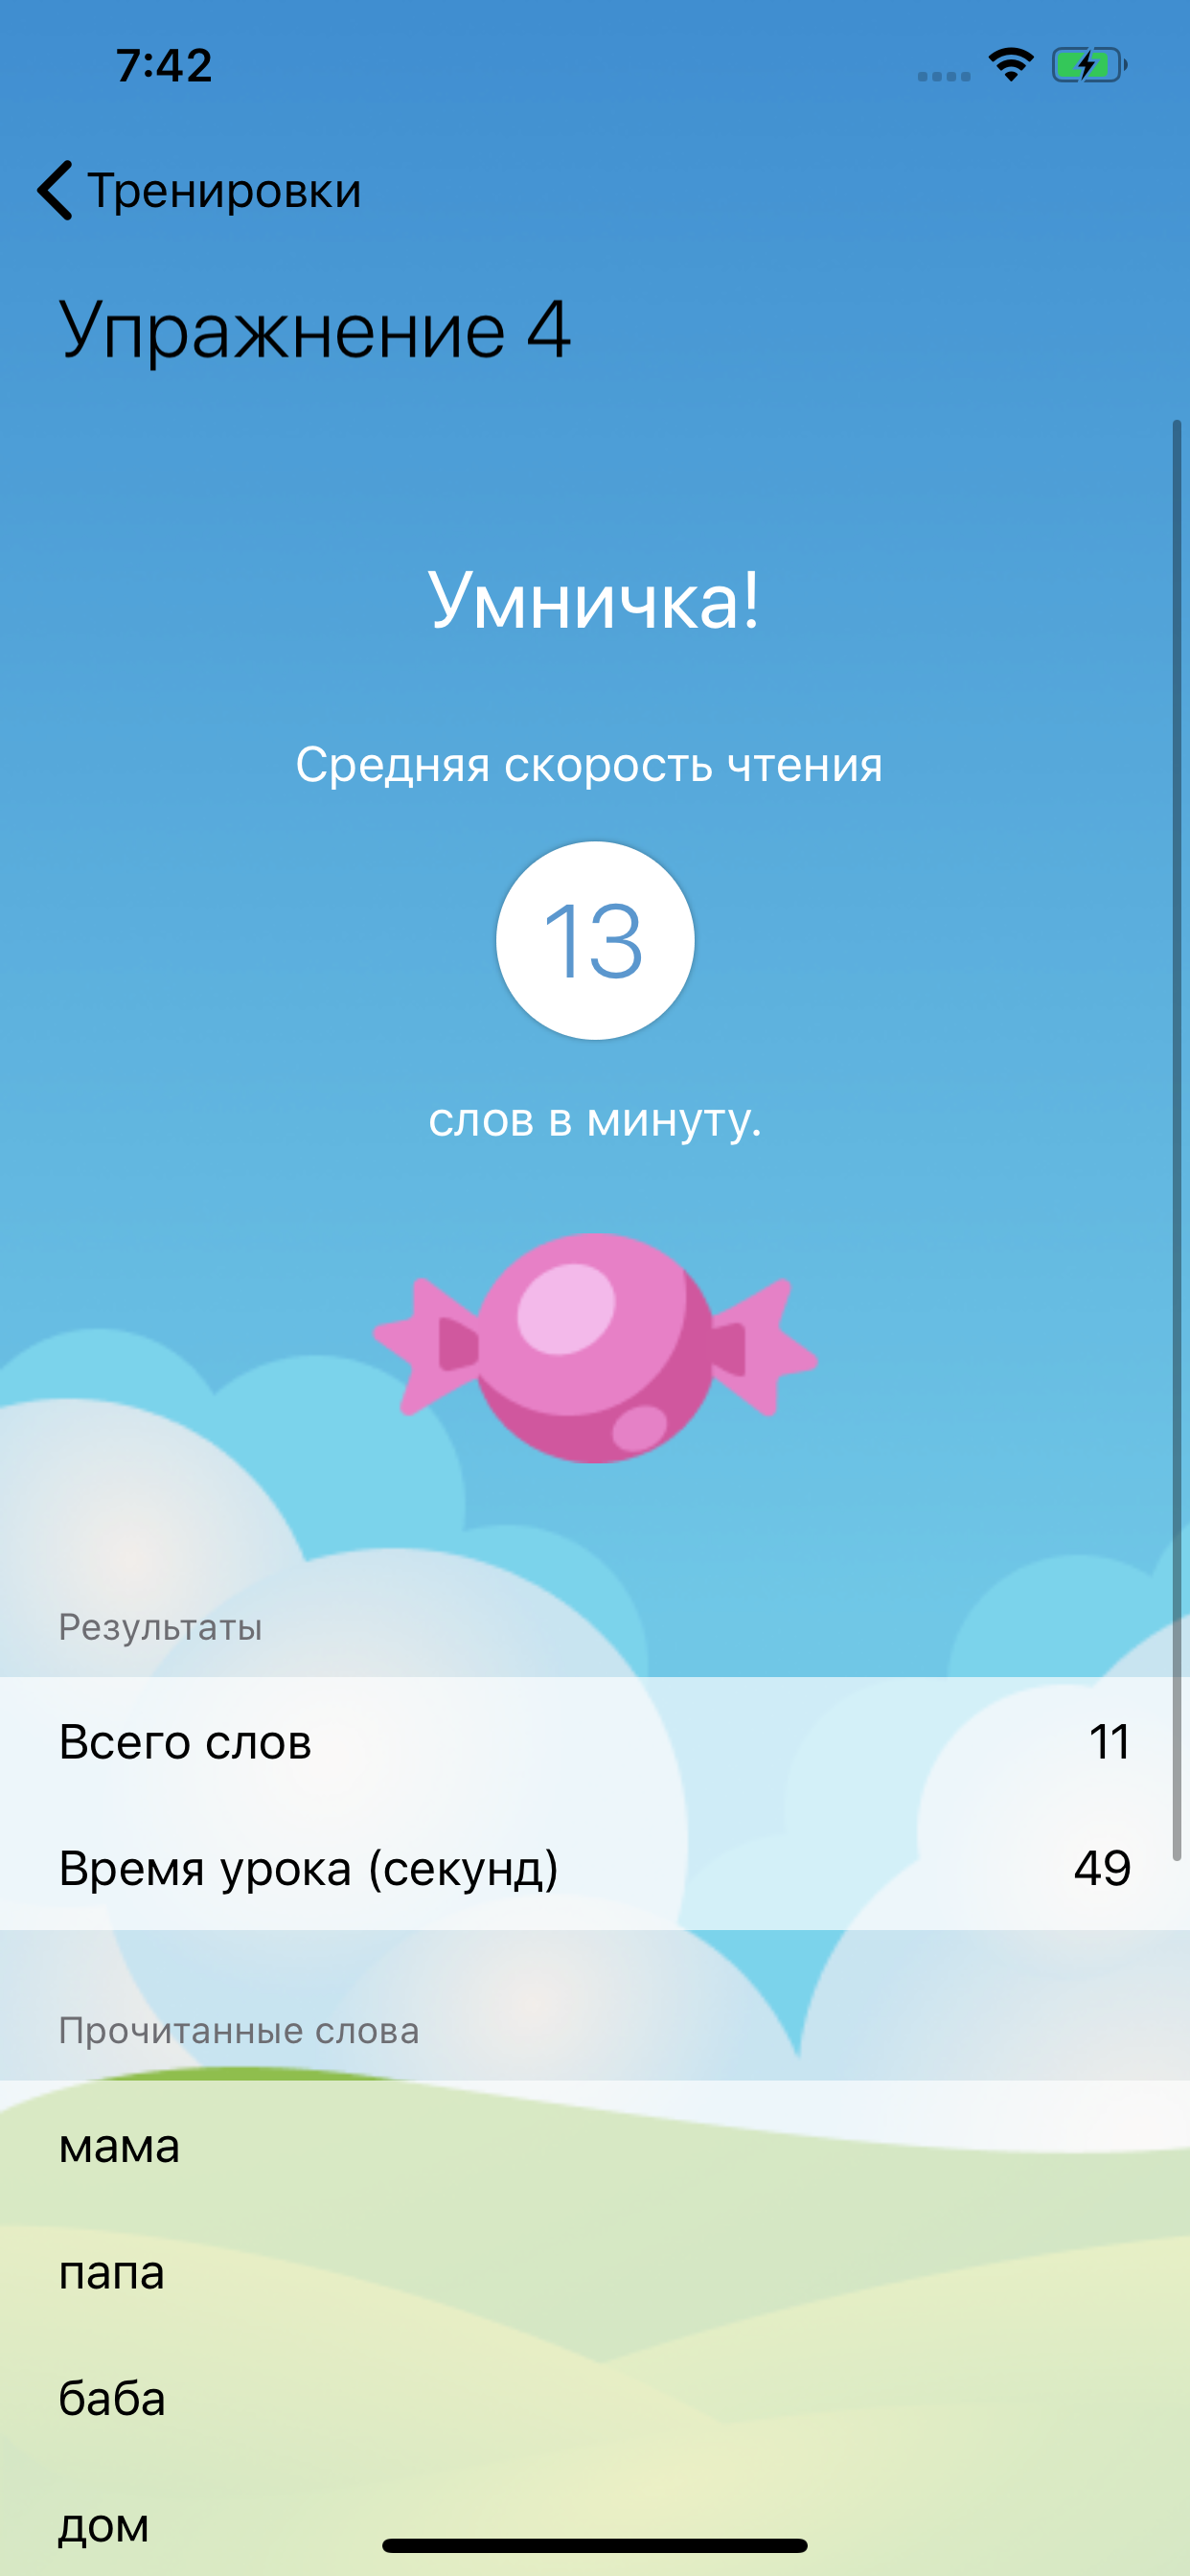 7:42
Тренировки
Упражнение 4
Умничка!
Средняя скорость чтения
13
слов в минуту.
Результаты
Всего слов 11
Время урока (секунд) 49
Прочитанные слова
мама
папа
баба
дом